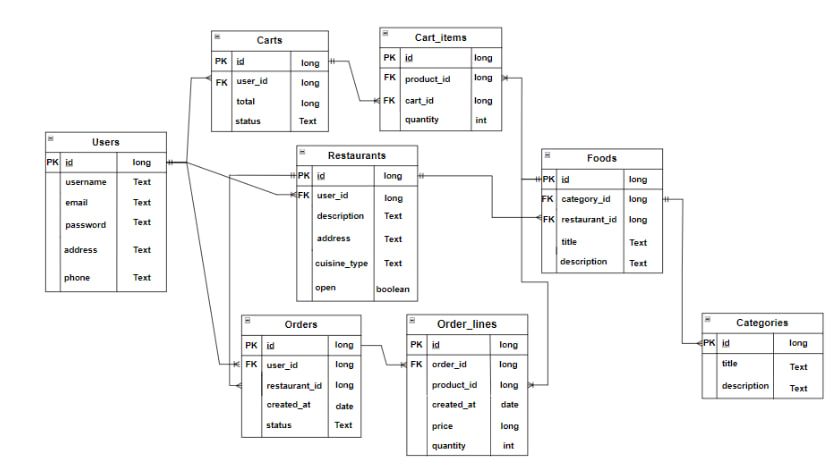 Carts
PK id long
FK user_id long
total long
status Text
Cart_items
PK id long
FK product_id long
FK cart_id long
quantity int
Users
PK id long
username Text
email Text
password Text
address Text
phone Text
Restaurants
PK id long
FK user_id long
description Text
address Text
cuisine_type Text
open boolean
Foods
PK id long
FK category_id long
FK restaurant_id long
title Text
description Text
Orders
PK id long
FK user_id long
restaurant_id long
created_at date
status Text
Order_lines
PK id long
FK order_id long
product_id long
created_at date
price long
quantity int
Categories
PK id long
title Text
description Text